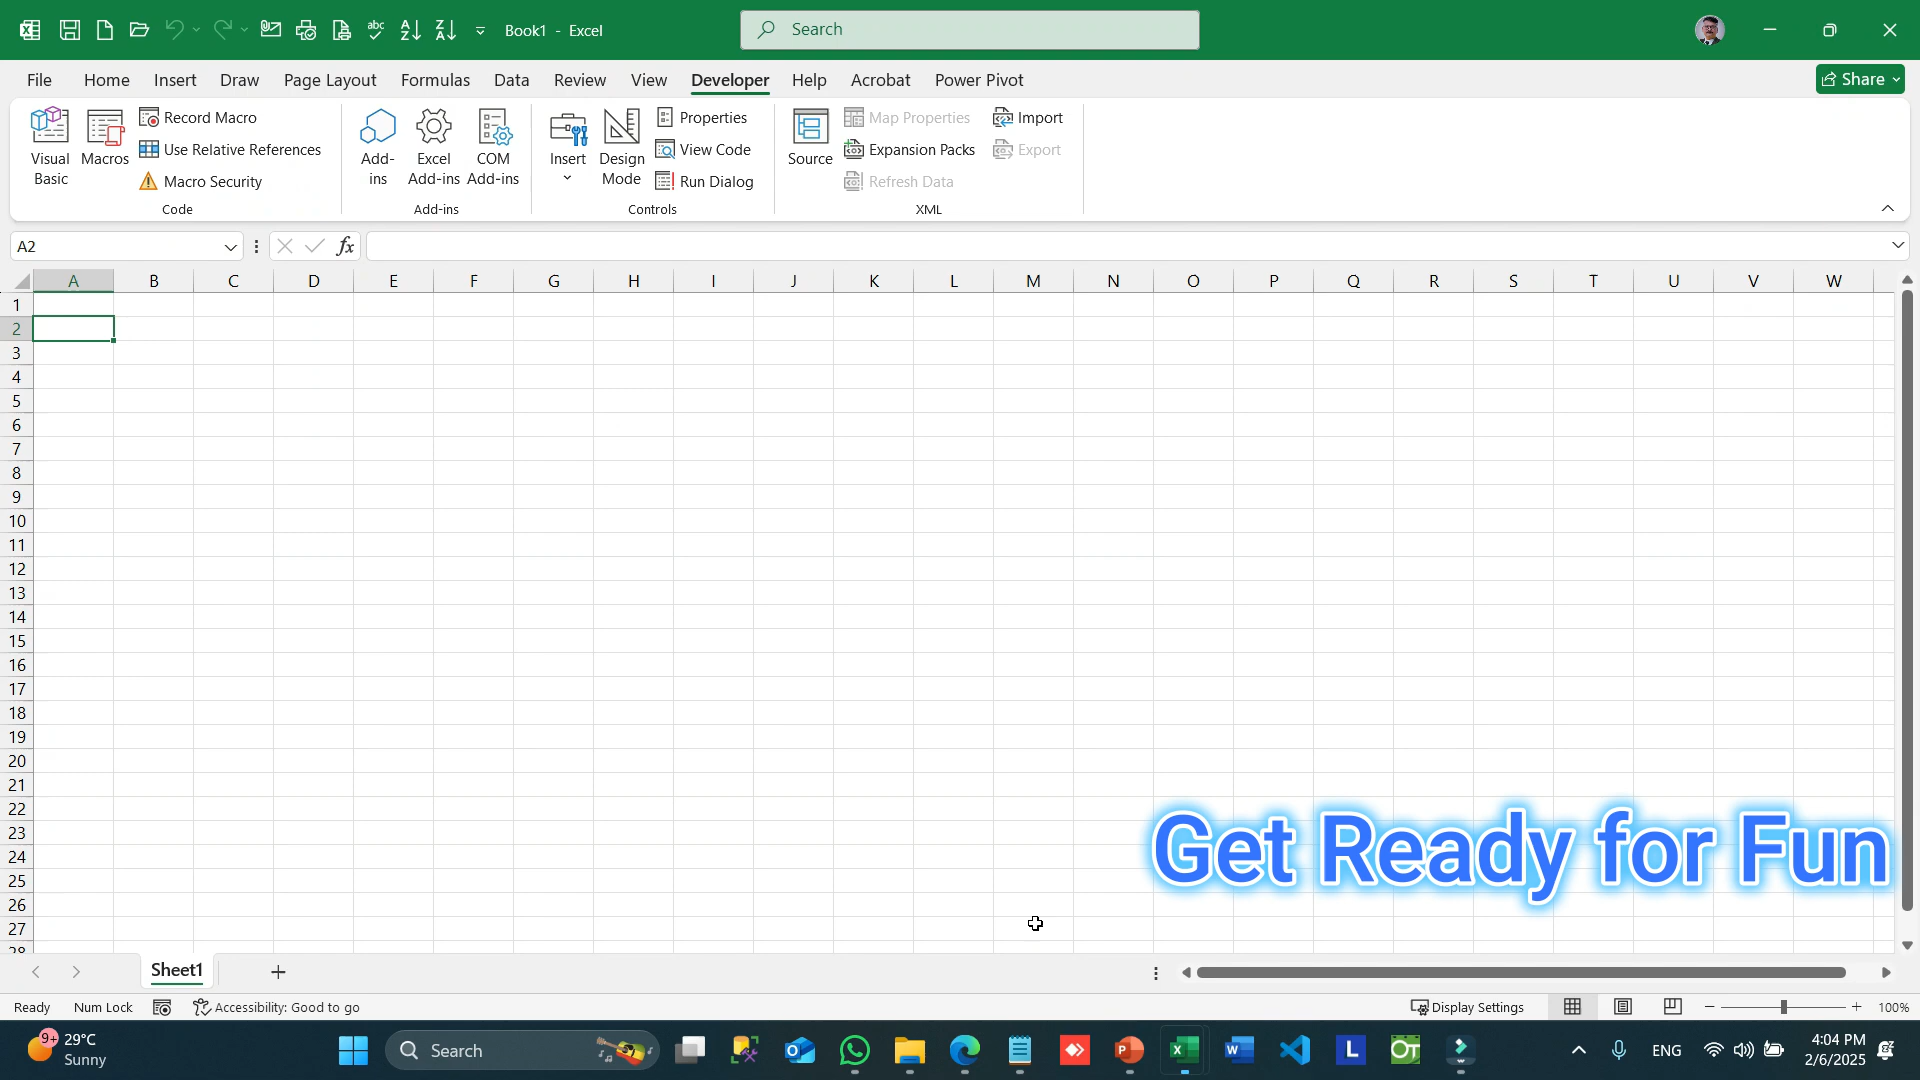 Book1 - Excel
Search
File Home Insert Draw Page Layout Formulas Data Review View Developer Help Acrobat Power Pivot
Share
Visual Basic
Macros
Record Macro
Use Relative References
Macro Security
Code
Add-ins
Excel Add-ins
COM Add-ins
Add-ins
Insert
Design Mode
Properties
View Code
Run Dialog
Controls
Source
Map Properties
Expansion Packs
Refresh Data
Import
Export
XML
A2
fx
A B C D E F G H I J K L M N O P Q R S T U V W
1
2
3
4
5
6
7
8
9
10
11
12
13
14
15
16
17
18
19
20
21
22
23
24
25
26
27
28
Get Ready for Fun
Sheet1
Ready Num Lock Accessibility: Good to go Display Settings 100%
9+ 29°C
Sunny
Search
ENG
4:04 PM
2/6/2025